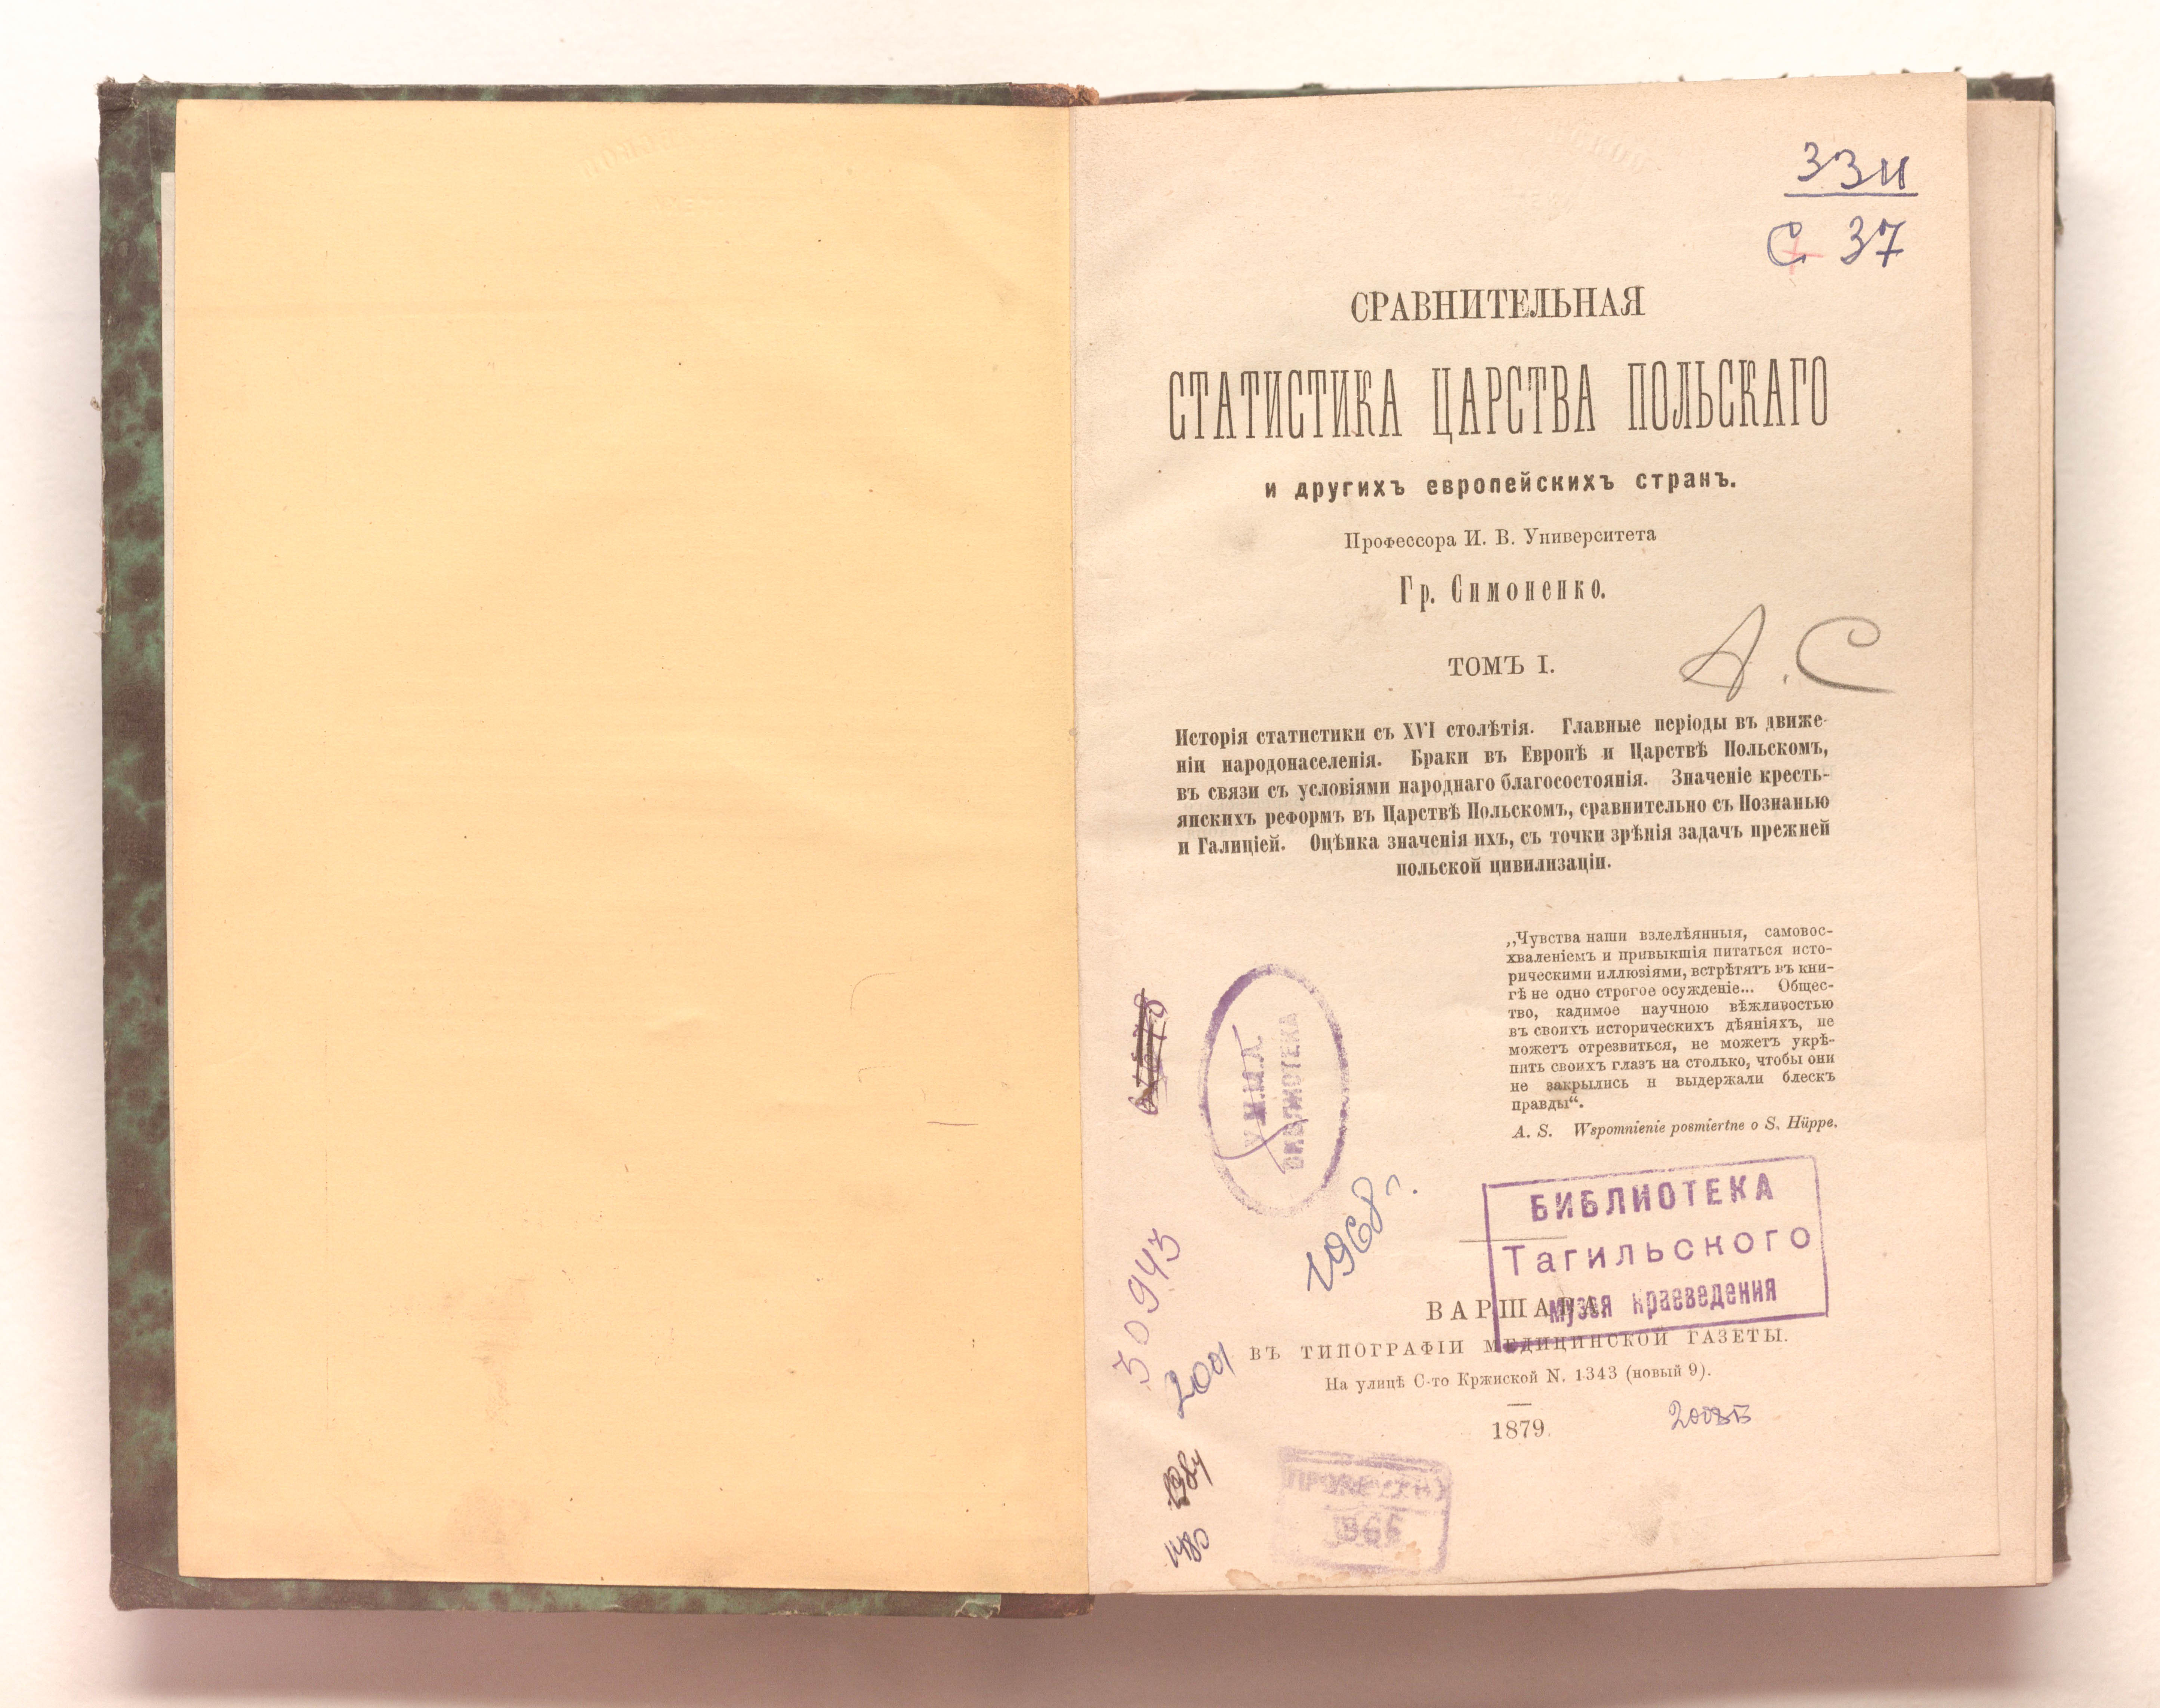 33И
С 37
СРАВНИТЕЛЬНАЯ
СТАТИСТИКА ЦАРСТВА ПОЛЬСКАГО
и другихъ европейскихъ странъ.
Профессора И. В. Университета
Гр. Симоненко.
ТОМЪ I.
А. С
Исторія статистики съ XVI столѣтія. Главные періоды въ движе-
ніи народонаселенія. Браки въ Европѣ и Царствѣ Польскомъ,
въ связи съ условіями народнаго благосостоянія. Значеніе кресть-
янскихъ реформъ въ Царствѣ Польскомъ, сравнительно съ Познанью
и Галиціей. Оцѣнка значенія ихъ, съ точки зрѣнія задачъ прежней
польской цивилизаціи.
„Чувства наши взлелѣянныя, самовос-
хваленіемъ и привыкшія питаться исто-
рическими иллюзіями, встрѣтятъ въ кни-
гѣ не одно строгое осужденіе... Общес-
тво, кадимое научною вѣжливостью
въ своихъ историческихъ дѣяніяхъ, не
можетъ отрезвиться, не можетъ укрѣ-
пить своихъ глазъ на столько, чтобы они
не закрылись и выдержали блескъ
правды“.
A. S. Wspomnienie posmiertne o S. Hüppe.
У.М.М.Л.
БИБЛИОТЕКА
1968 г.
БИБЛИОТЕКА
Тагильского
музея краеведения
ВАРШАВА
ВЪ ТИПОГРАФІИ МЕДИЦИНСКОЙ ГАЗЕТЫ.
На улицѣ С-то Кржиской N. 1343 (новый 9).
1879.
30943
2001
ПРОВЕРЕНО